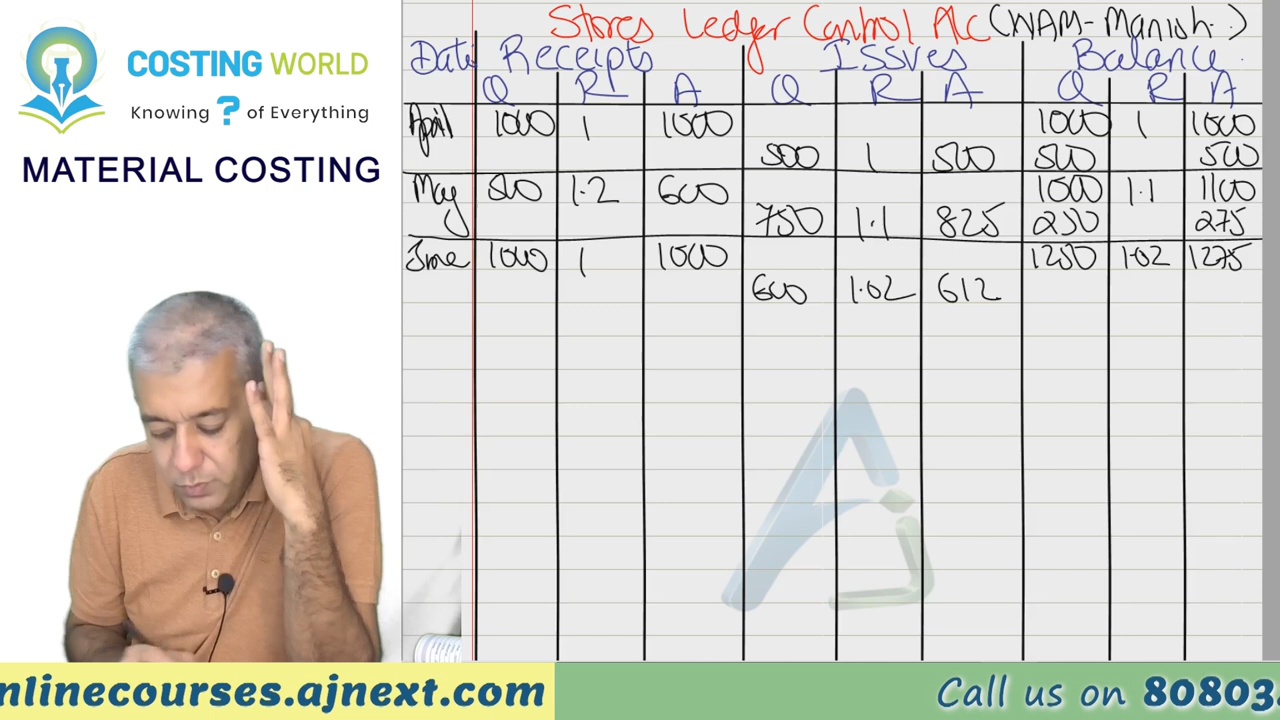 Stores Ledger Control A/c (WAM-Manish.)
COSTING WORLD
Knowing ? of Everything
MATERIAL COSTING
Date Receipts Issues Balance
Q R A Q R A Q R A
April 1000 1 1000 1000 1 1000
500 1 500 500 500
May 500 1.2 600 1000 1.1 1100
750 1.1 825 250 275
June 1000 1 1000 1250 1.02 1275
600 1.02 612
nlinecourses.ajnext.com
Call us on 80803